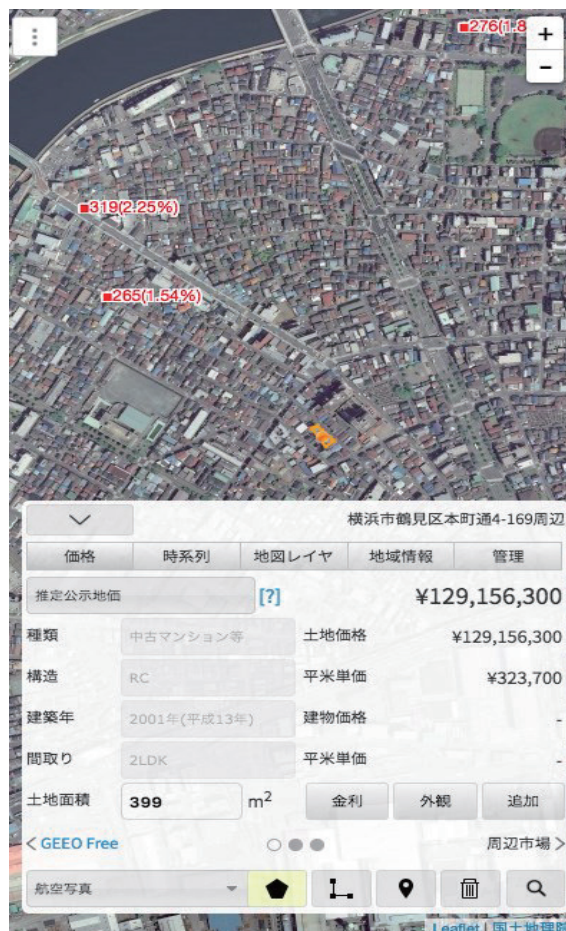 ■276(1.8
+
−
■319(2.25%)
■265(1.54%)
横浜市鶴見区本町通4-169周辺
価格 時系列 地図レイヤ 地域情報 管理
推定公示地価 [?] ¥129,156,300
種類 中古マンション等 土地価格 ¥129,156,300
構造 RC 平米単価 ¥323,700
建築年 2001年(平成13年) 建物価格 -
間取り 2LDK 平米単価 -
土地面積 399 m² 金利 外観 追加
< GEEO Free 周辺市場 >
航空写真
Leaflet | 国土地理院